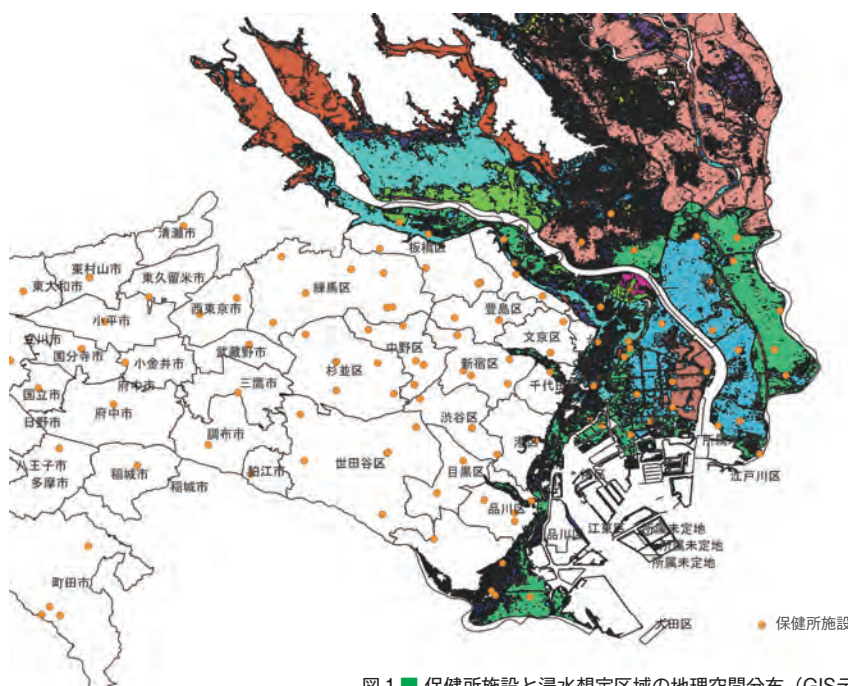 清瀬市
東村山市
東大和市
東久留米市
板橋区
練馬区
西東京市
小平市
豊島区
文京区
国分寺市
小金井市
武蔵野市
中野区
杉並区
新宿区
千代田
国立市
府中市
府中市
三鷹市
日野市
調布市
渋谷区
港区
世田谷区
目黒区
八王子市
多摩市
稲城市
稲城市
狛江市
品川区
品川区
江東区
江戸川区
所属未定地
所属未定地
所属未定地
町田市
大田区
保健所施設
図1 ■ 保健所施設と浸水想定区域の地理空間分布（GISデ